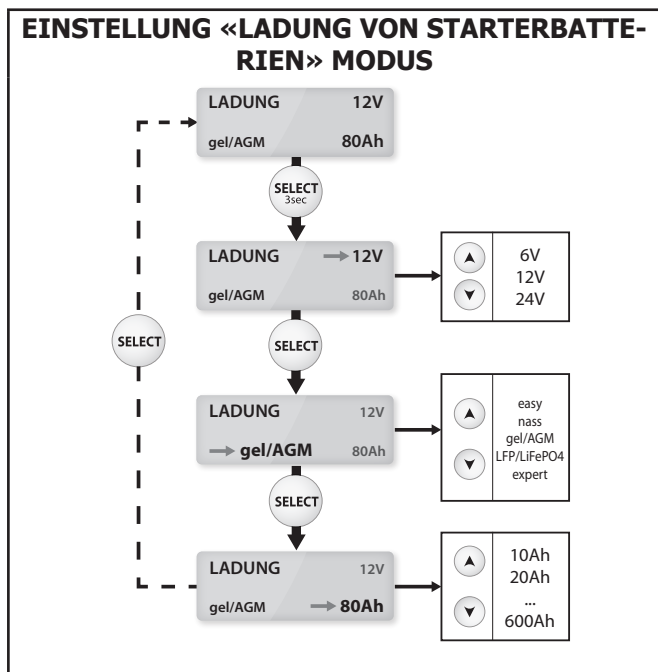 EINSTELLUNG «LADUNG VON STARTERBATTE-
RIEN» MODUS
LADUNG 12V
gel/AGM 80Ah
SELECT
3sec
LADUNG 12V
gel/AGM 80Ah
6V
12V
24V
SELECT
SELECT
LADUNG 12V
gel/AGM 80Ah
easy
nass
gel/AGM
LFP/LiFePO4
expert
SELECT
LADUNG 12V
gel/AGM 80Ah
10Ah
20Ah
...
600Ah